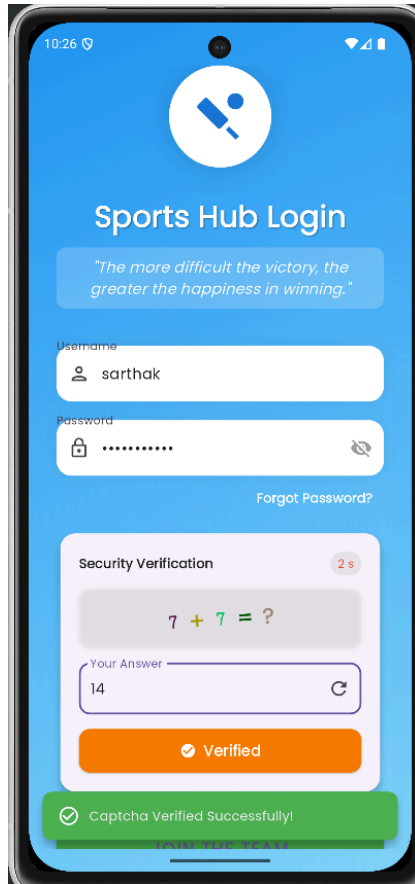 10:26
Sports Hub Login
"The more difficult the victory, the
greater the happiness in winning."
Username
sarthak
Password
•••••••••••
Forgot Password?
Security Verification
2 s
7 + 7 = ?
Your Answer
14
Verified
Captcha Verified Successfully!
JOIN THE TEAM